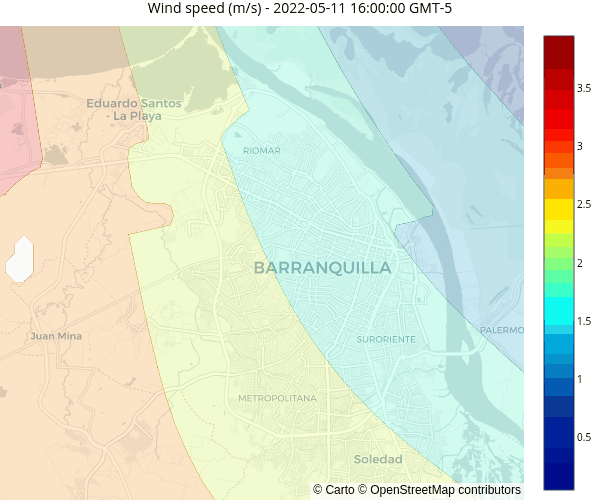 Wind speed (m/s) - 2022-05-11 16:00:00 GMT-5
Eduardo Santos
- La Playa
RIOMAR
BARRANQUILLA
Juan Mina
SURORIENTE
PALERMO
METROPOLITANA
Soledad
© Carto © OpenStreetMap contributors
3.5
3
2.5
2
1.5
1
0.5